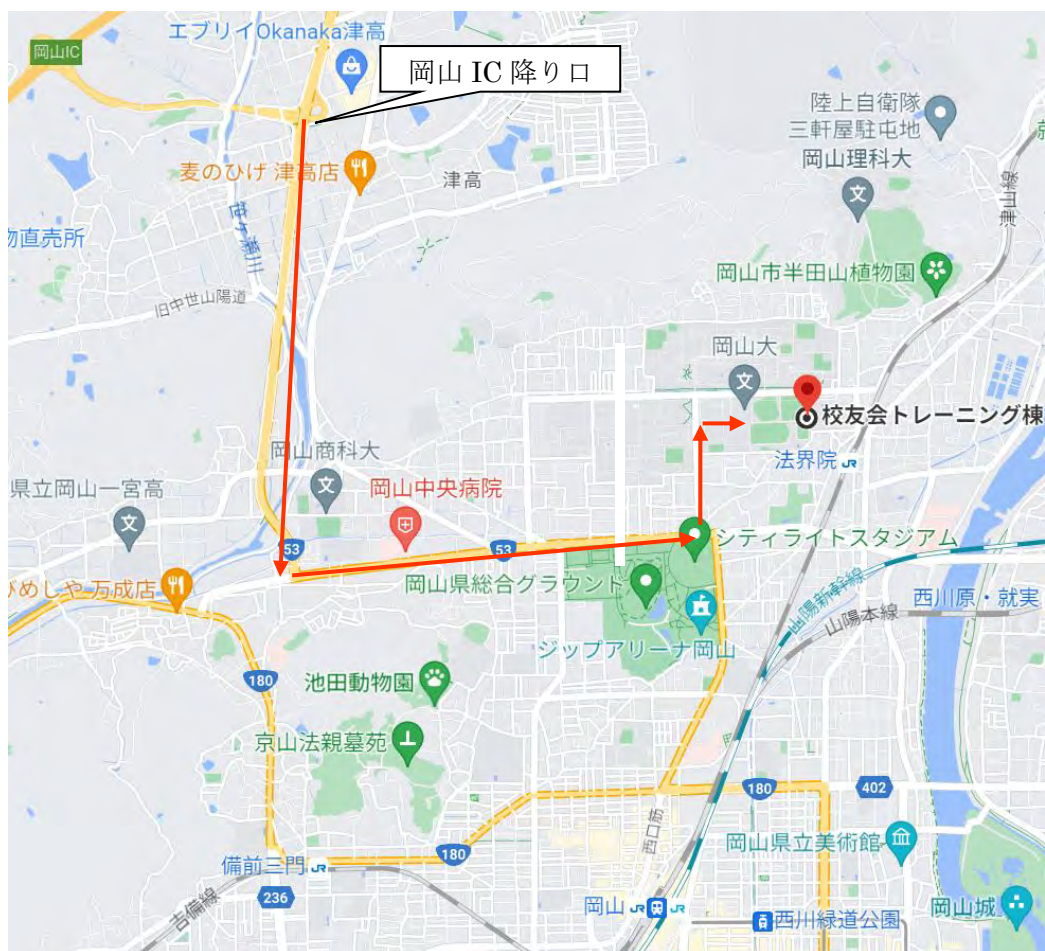 エブリイOkanaka津高
岡山IC
岡山 IC 降り口
陸上自衛隊
三軒屋駐屯地
岡山理科大
麦のひげ 津高店
津高
津山線
笹ヶ瀬川
物直売所
岡山市半田山植物園
旧中世山陽道
岡山大
校友会トレーニング棟
法界院
岡山商科大
県立岡山一宮高
岡山中央病院
53
53
シティライトスタジアム
びめしや 万成店
岡山県総合グラウンド
山陽新幹線
西川原・就実
山陽本線
ジップアリーナ岡山
180
池田動物園
京山法親墓苑
180
402
西口筋
岡山県立美術館
備前三門
180
236
吉備線
岡山
西川緑道公園
岡山城